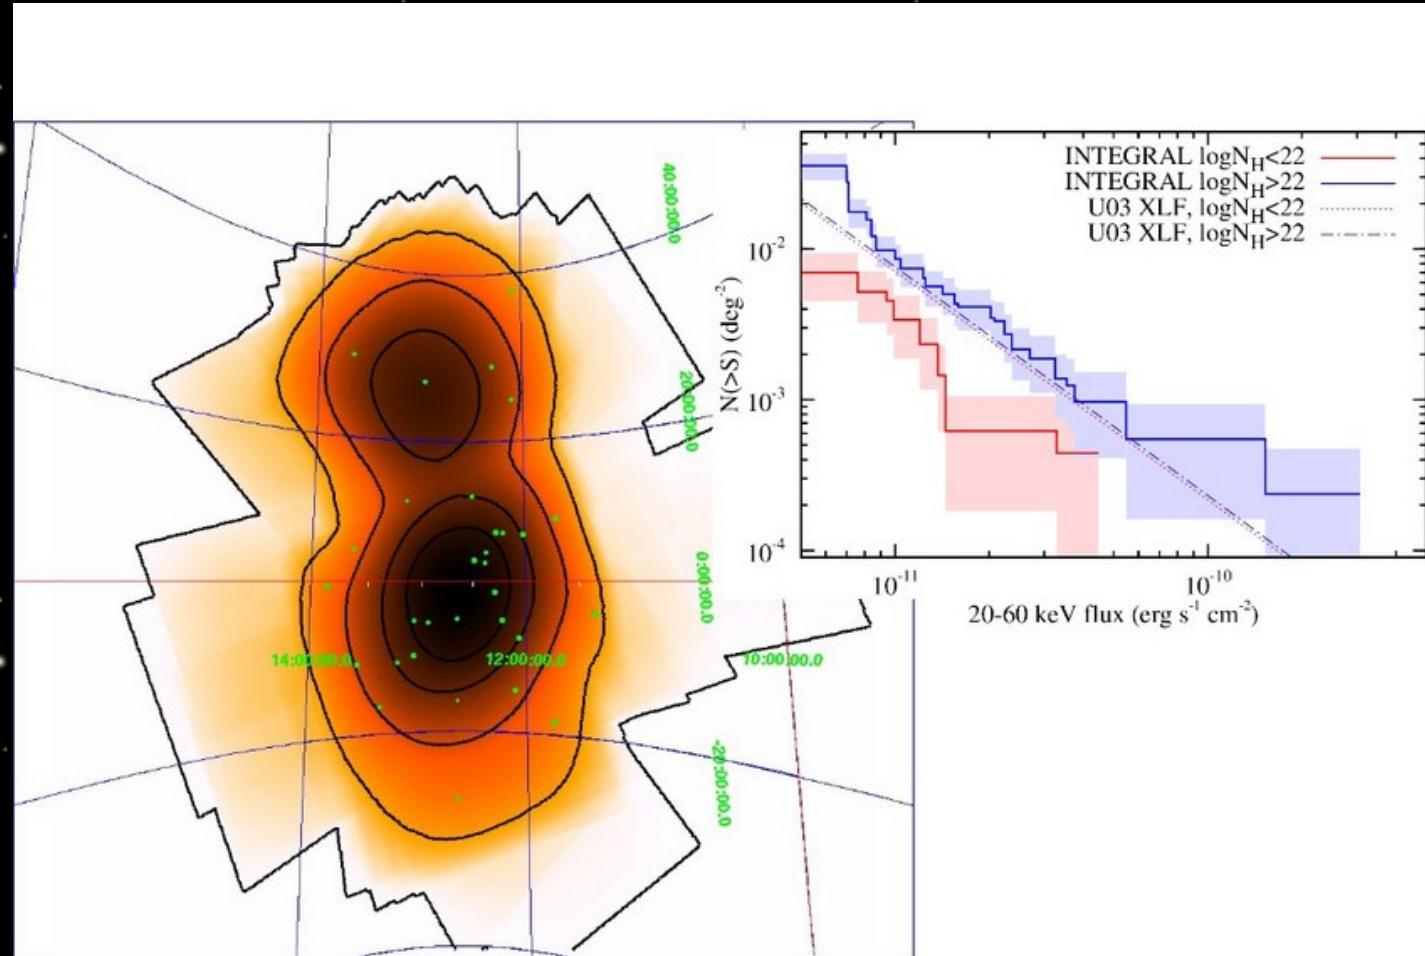 40:00:00.0
20:00:00.0
0:00:00.0
-20:00:00.0
14:00:00.0
12:00:00.0
10:00:00.0
INTEGRAL logN_H<22
INTEGRAL logN_H>22
U03 XLF, logN_H<22
U03 XLF, logN_H>22
N(>S) (deg⁻²)
10⁻²
10⁻³
10⁻⁴
10⁻¹¹
10⁻¹⁰
20-60 keV flux (erg s⁻¹ cm⁻²)